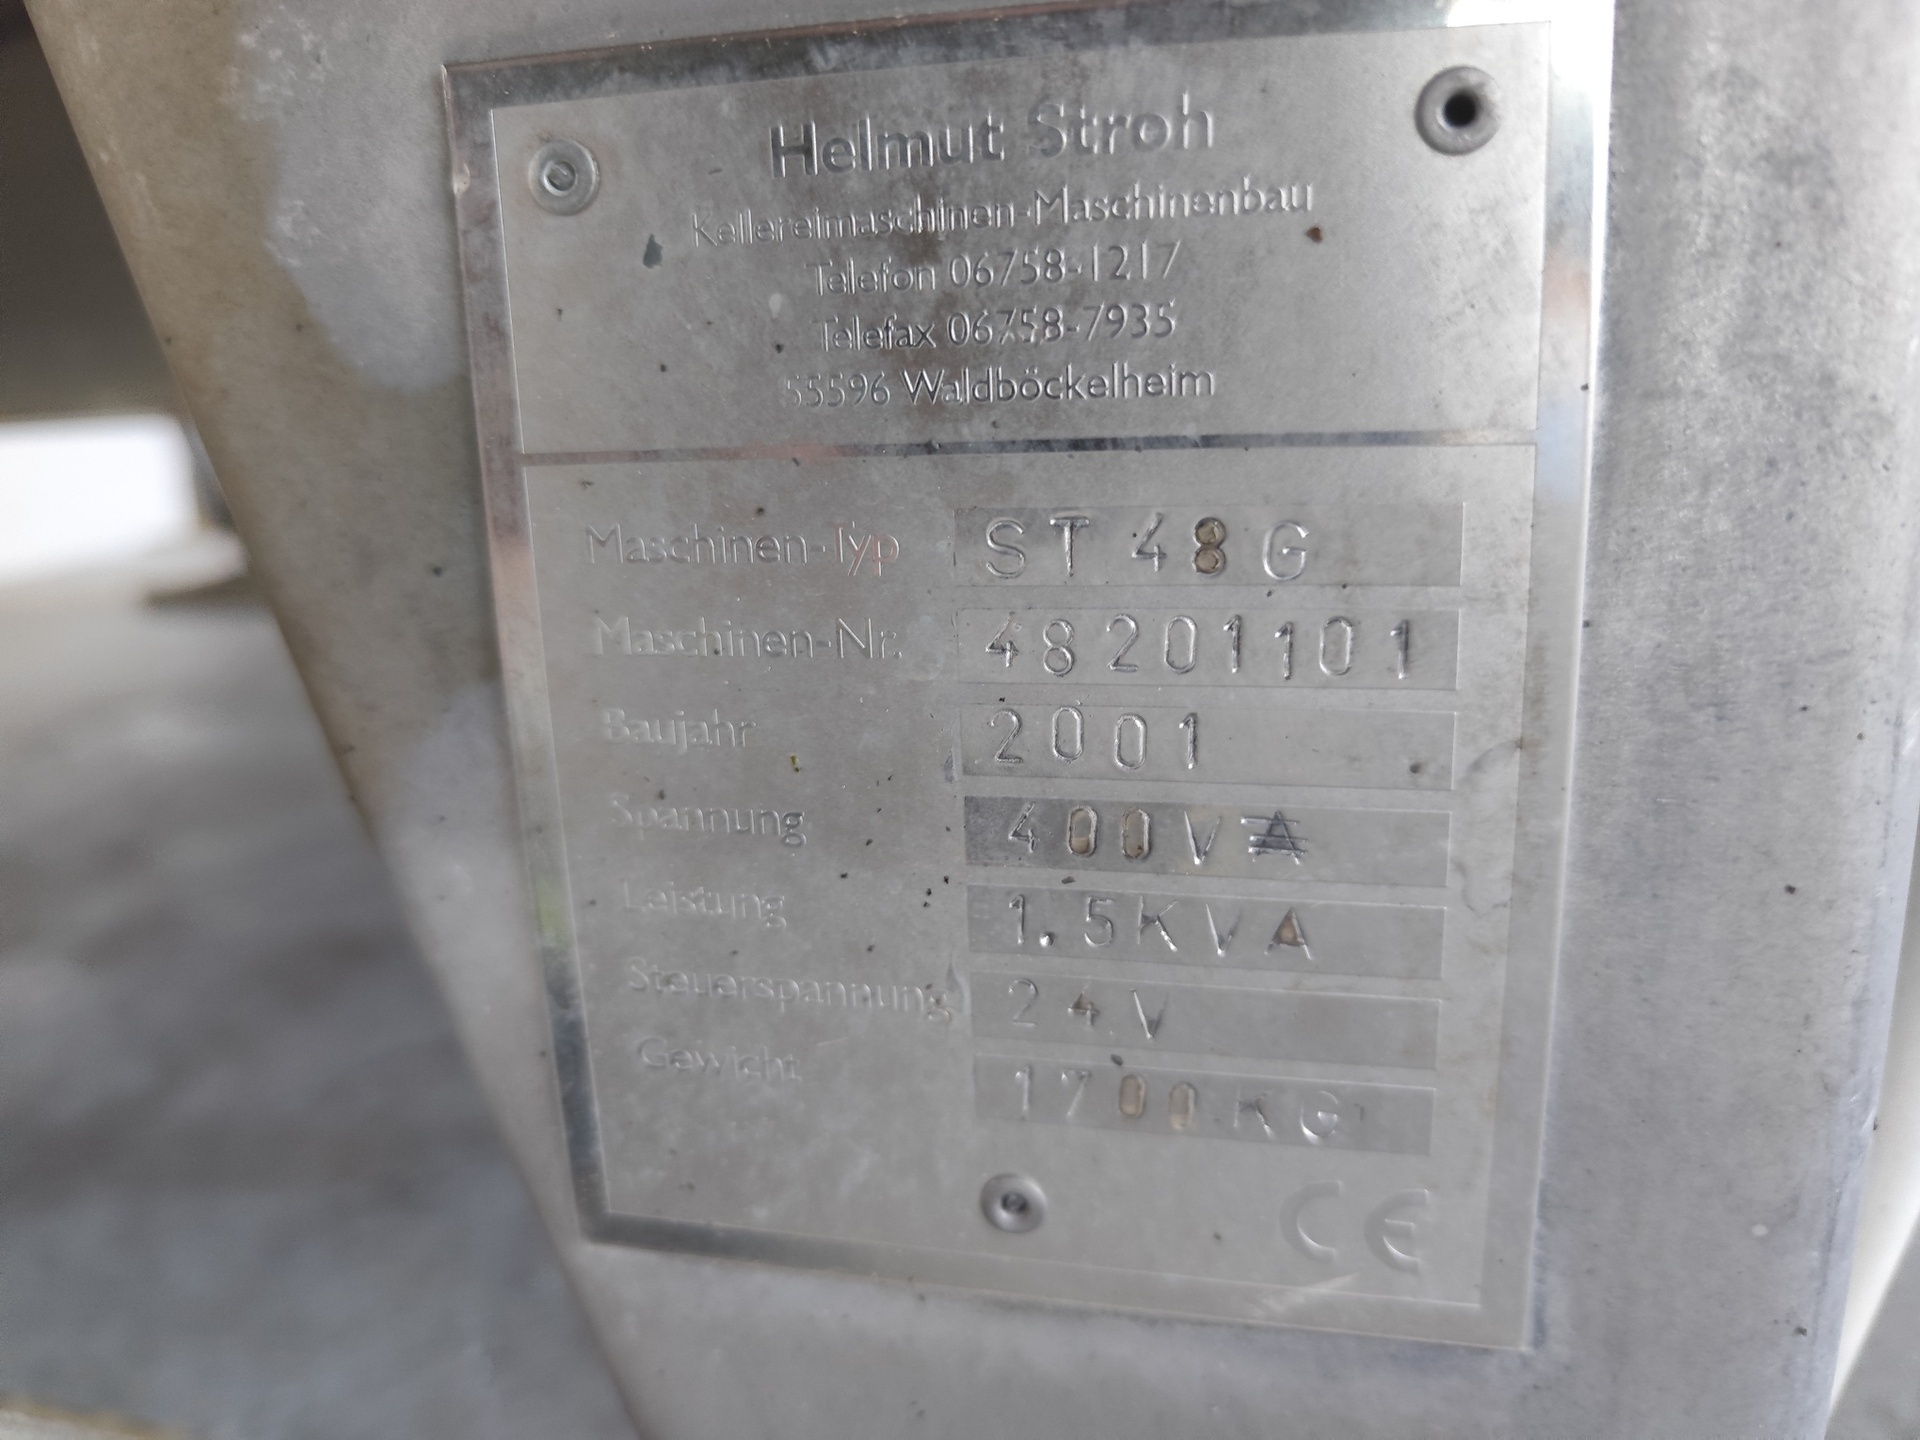 Helmut Stroh
Kellereimaschinen-Maschinenbau
Telefon 06758-1217
Telefax 06758-7935
55596 Waldböckelheim
Maschinen-Typ ST 48 G
Maschinen-Nr. 48201101
Baujahr 2001
Spannung 400V
Leistung 1.5KVA
Steuerspannung 24V
Gewicht 1700KG
CE